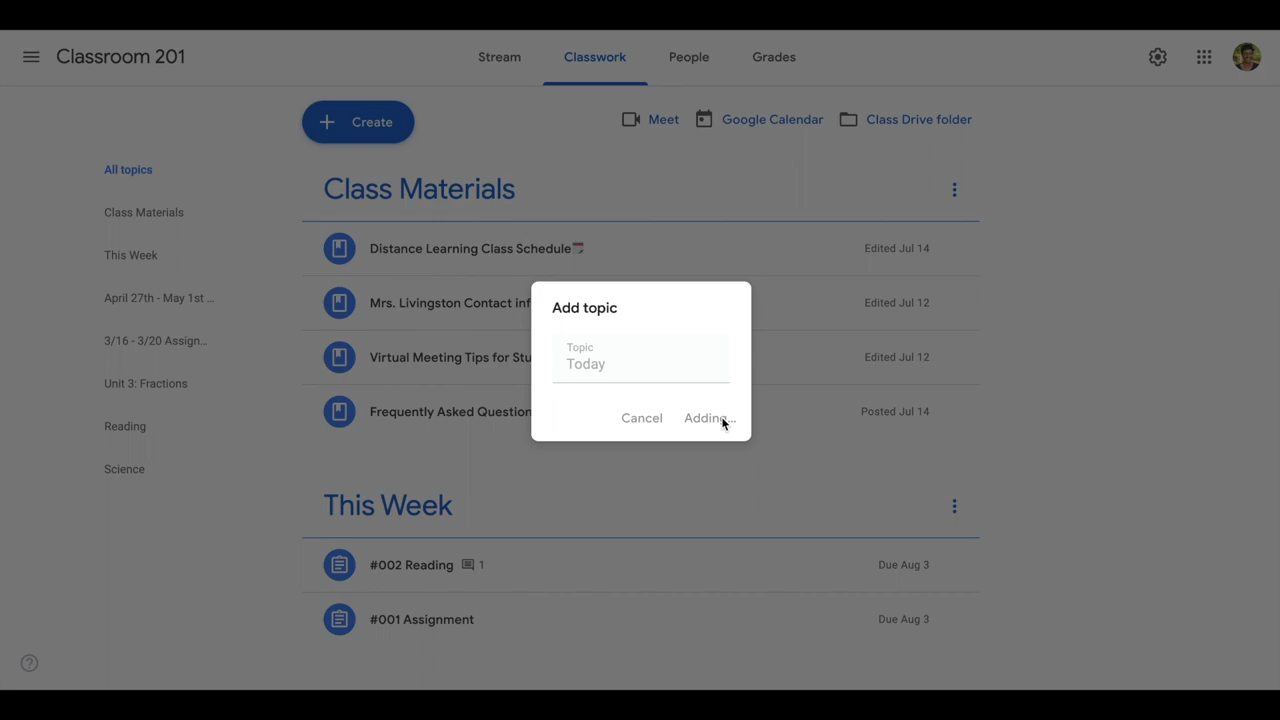 Classroom 201
Stream
Classwork
People
Grades
Create
Meet
Google Calendar
Class Drive folder
All topics
Class Materials
This Week
April 27th - May 1st ...
3/16 - 3/20 Assign...
Unit 3: Fractions
Reading
Science
Class Materials
Distance Learning Class Schedule
Edited Jul 14
Mrs. Livingston Contact inf
Edited Jul 12
Virtual Meeting Tips for Stu
Edited Jul 12
Frequently Asked Question
Posted Jul 14
Add topic
Topic
Today
Cancel
Adding...
This Week
#002 Reading
1
Due Aug 3
#001 Assignment
Due Aug 3